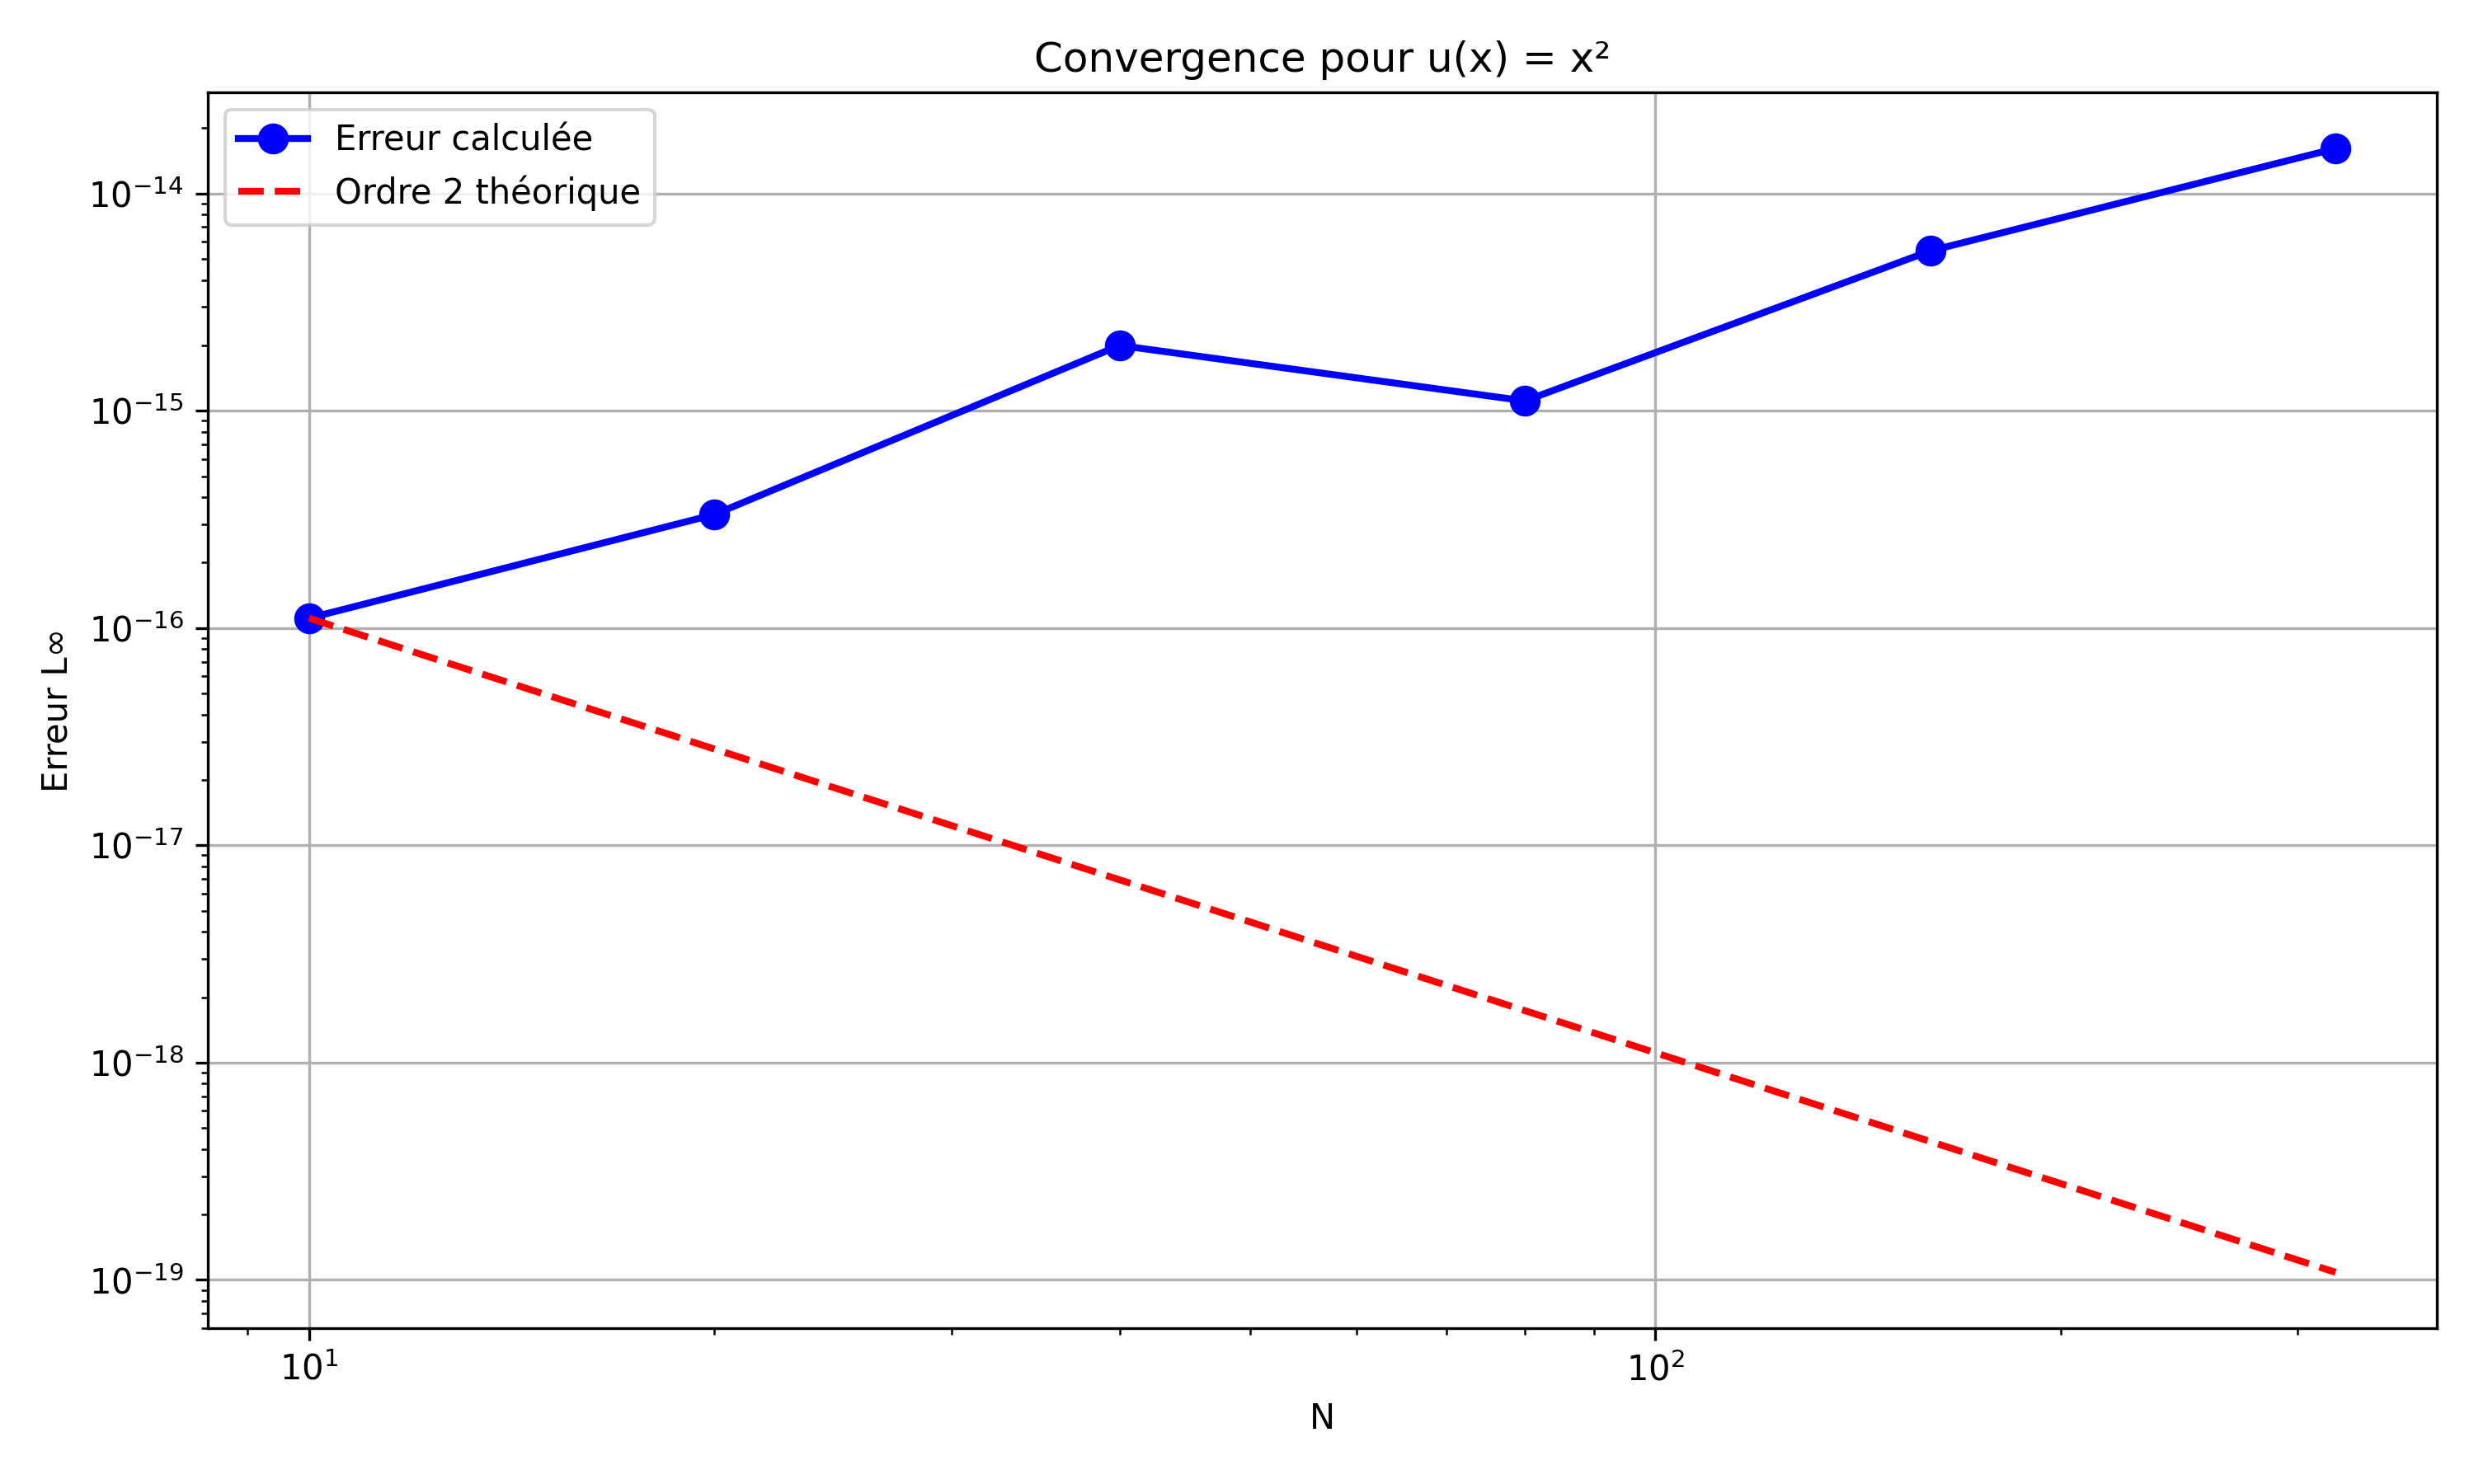 Convergence pour u(x) = x²
Erreur calculée
Ordre 2 théorique
10⁻¹⁴
10⁻¹⁵
10⁻¹⁶
10⁻¹⁷
10⁻¹⁸
10⁻¹⁹
Erreur L∞
10¹
10²
N